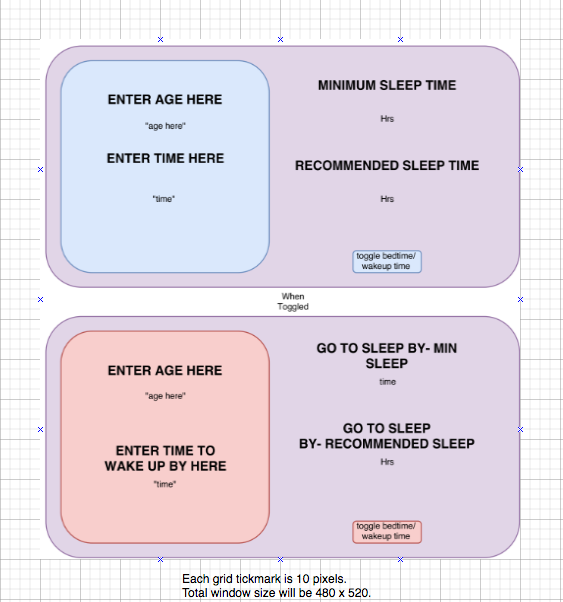 ENTER AGE HERE
"age here"
ENTER TIME HERE
"time"
MINIMUM SLEEP TIME
Hrs
RECOMMENDED SLEEP TIME
Hrs
toggle bedtime/
wakeup time
When
Toggled
ENTER AGE HERE
"age here"
ENTER TIME TO
WAKE UP BY HERE
"time"
GO TO SLEEP BY- MIN
SLEEP
time
GO TO SLEEP
BY- RECOMMENDED SLEEP
Hrs
toggle bedtime/
wakeup time
Each grid tickmark is 10 pixels.
Total window size will be 480 x 520.